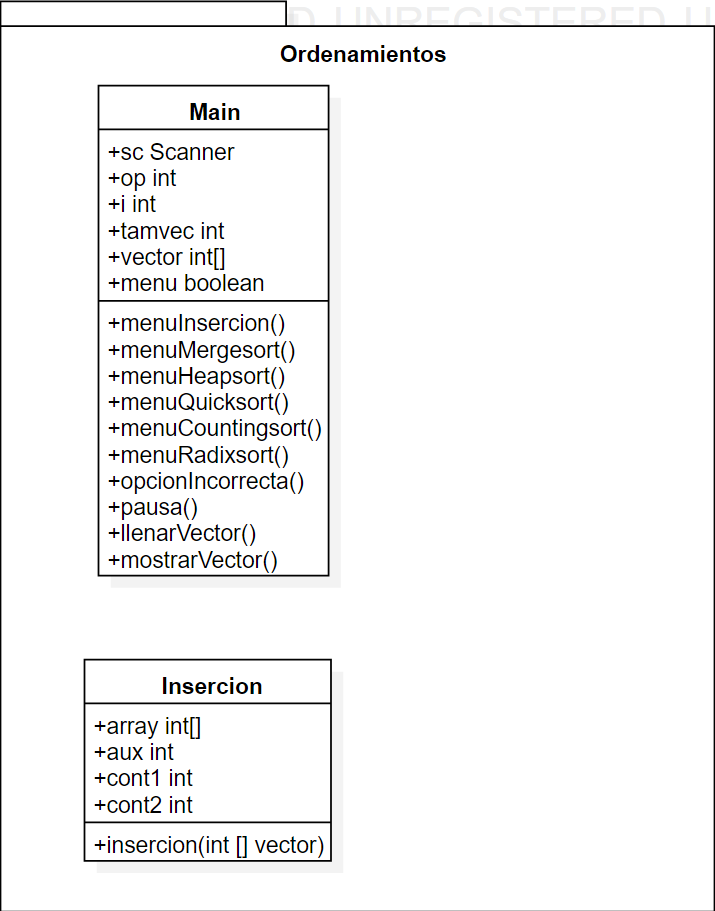 D UNREGISTERED U
Ordenamientos
Main
+sc Scanner
+op int
+i int
+tamvec int
+vector int[]
+menu boolean
+menuInsercion()
+menuMergesort()
+menuHeapsort()
+menuQuicksort()
+menuCountingsort()
+menuRadixsort()
+opcionIncorrecta()
+pausa()
+llenarVector()
+mostrarVector()
Insercion
+array int[]
+aux int
+cont1 int
+cont2 int
+insercion(int [] vector)